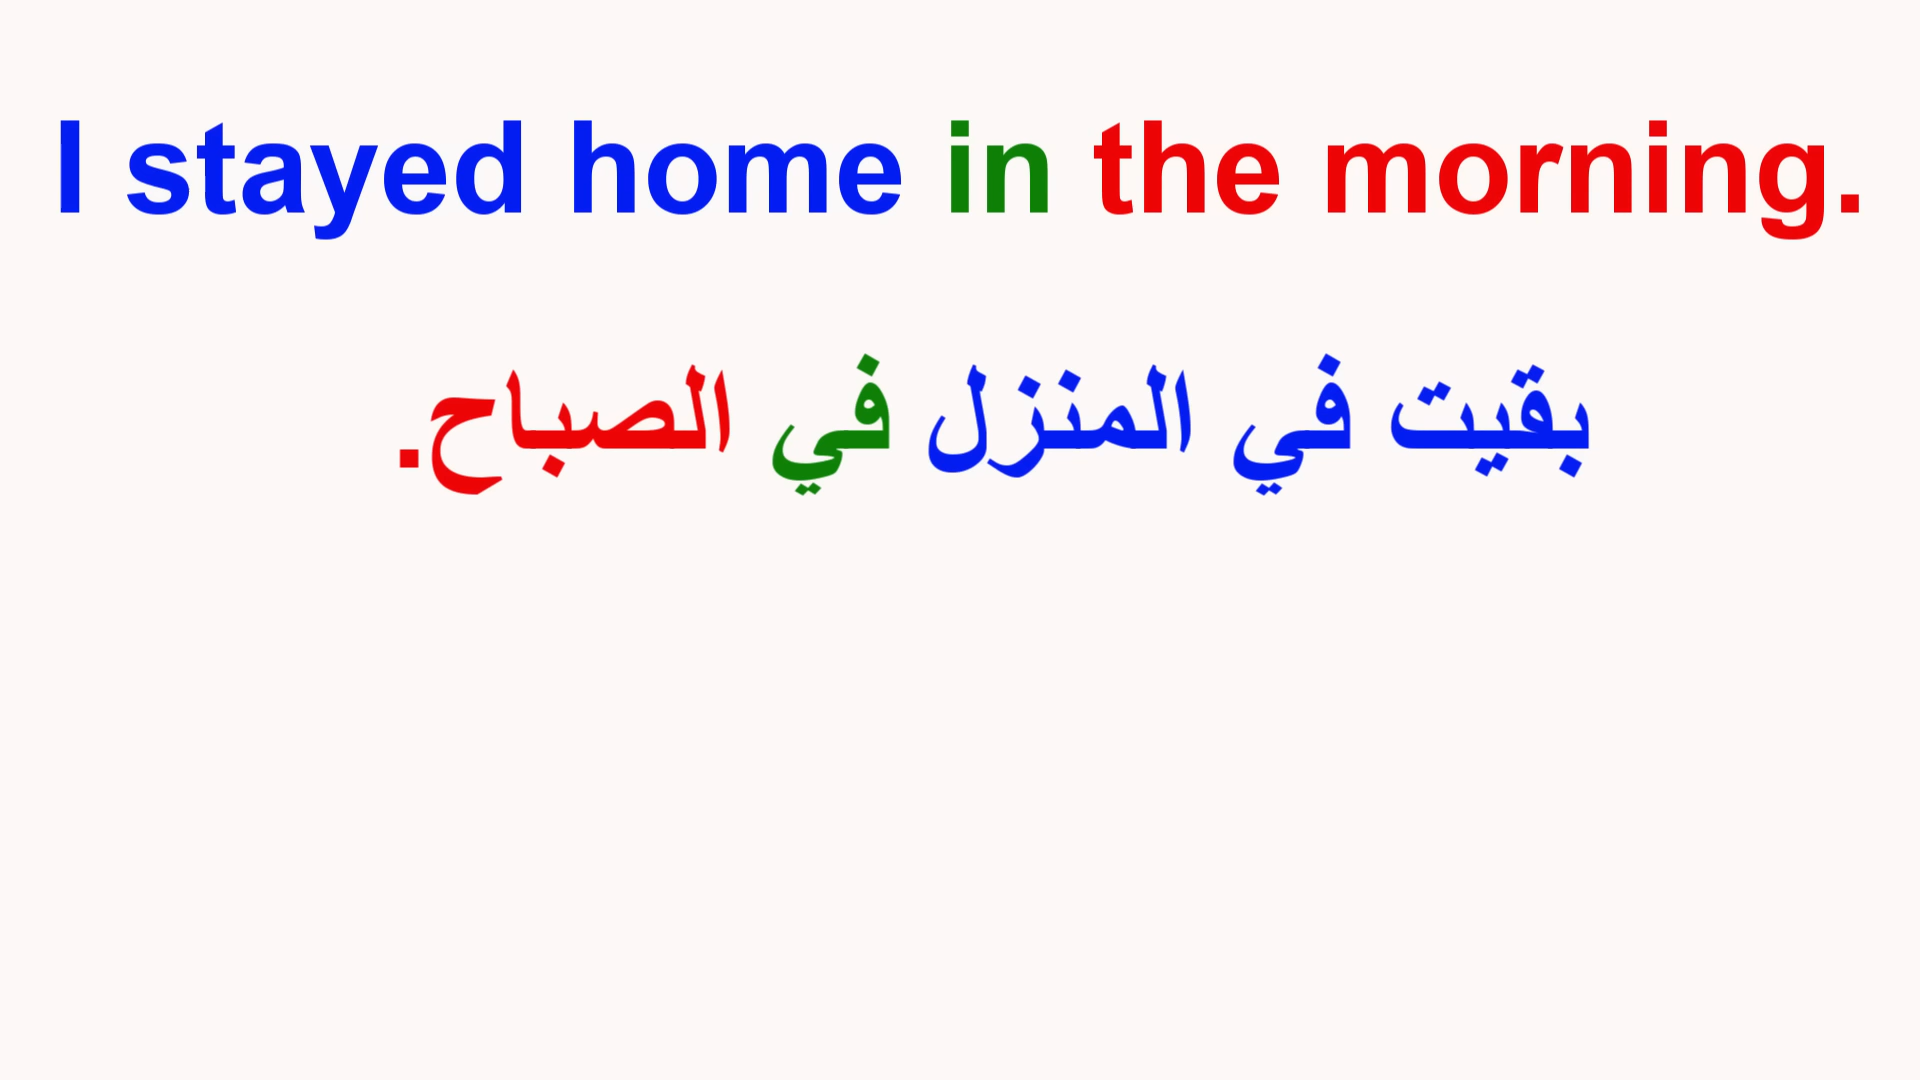 I stayed home in the morning.
بقيت في المنزل في الصباح.